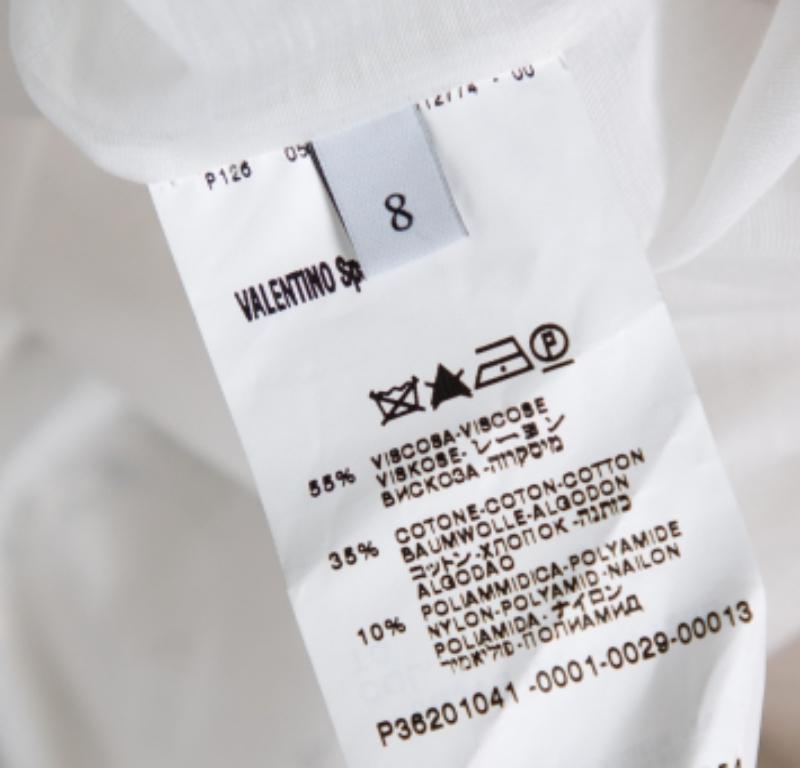 P126
8
VALENTINO
VISCOSA-VISCOSE
55% VISKOSE-レーヨン
ВИСКОЗА-מיסקוזה
COTONE-COTON-COTTON
35% BAUMWOLLE-ALGODON
コットン-ХЛОПОК-כותנה
ALGODAO
POLIAMMIDICA-POLYAMIDE
10% NYLON-POLYAMID-NAILON
POLIAMIDA-ナイロン
פוליאמיד-ПОЛИАМИД
P36201041 -0001-0029-00013